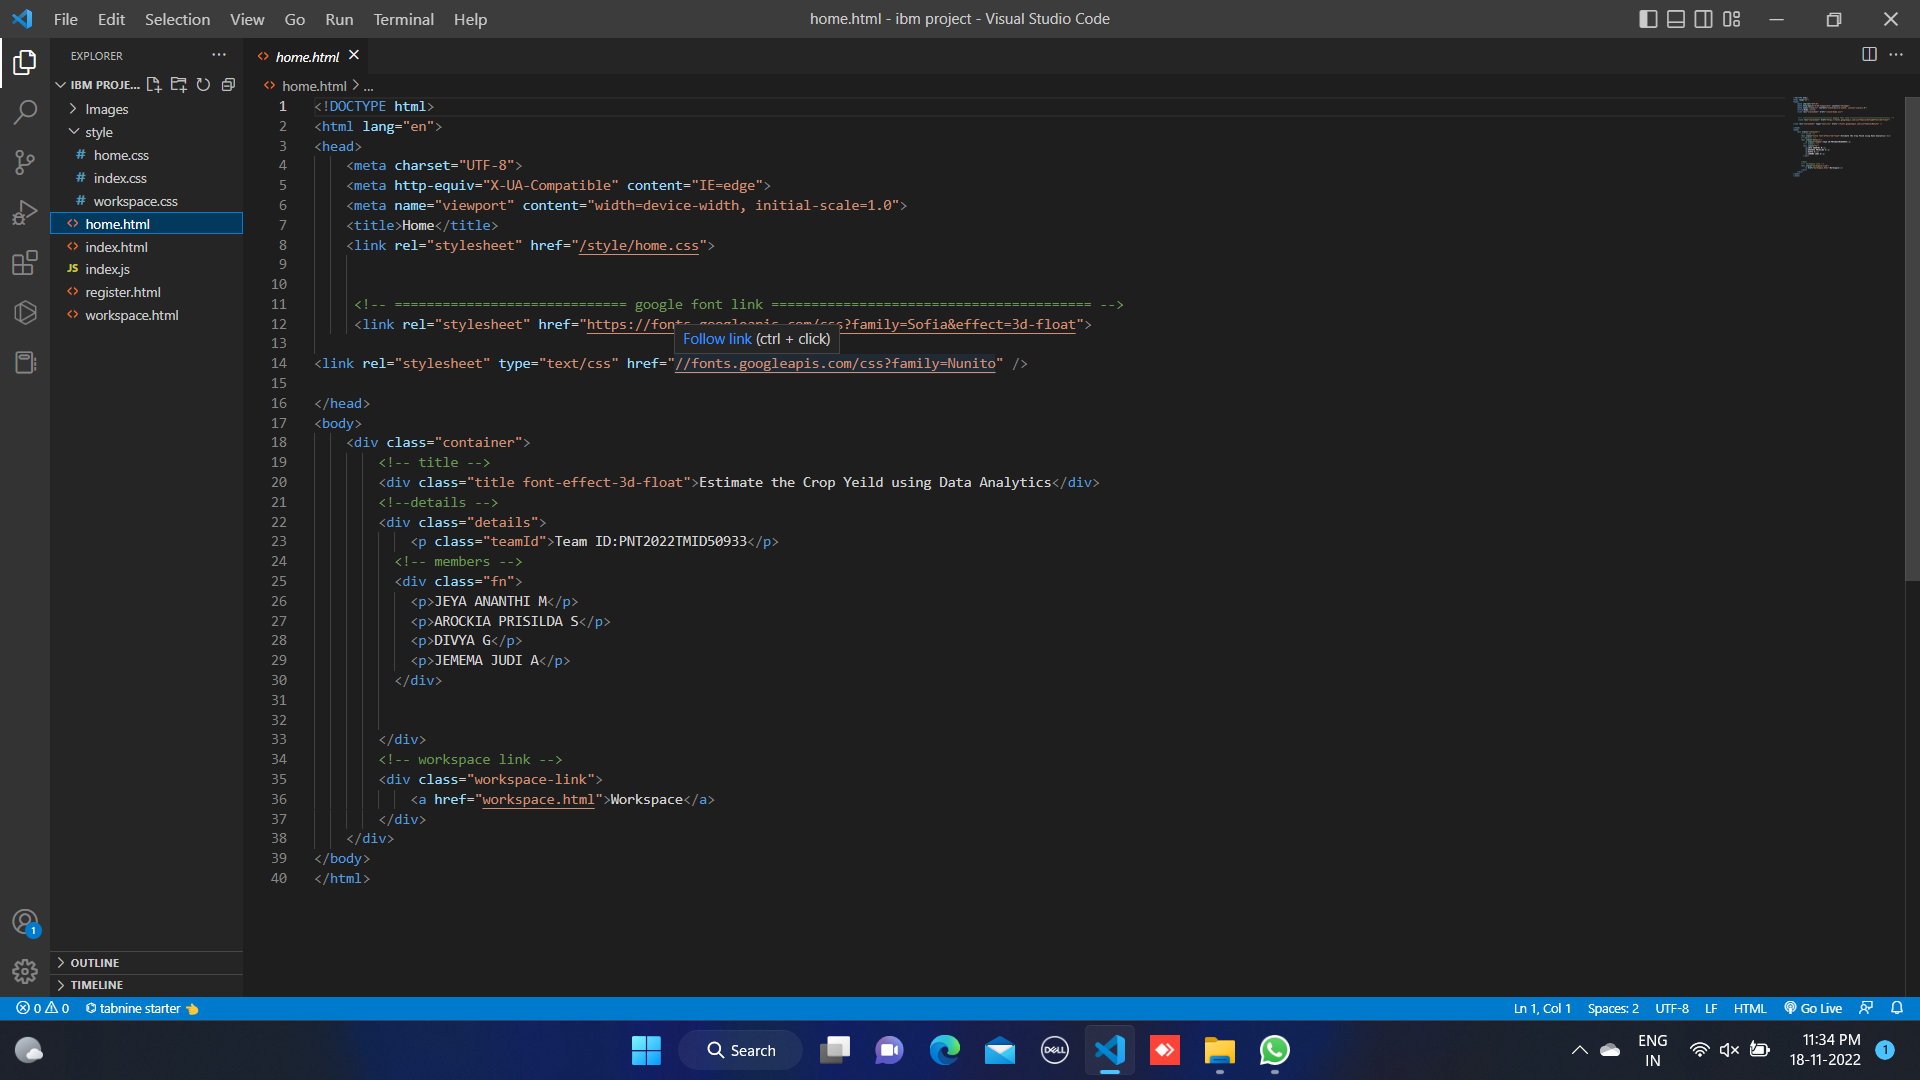 File Edit Selection View Go Run Terminal Help
home.html - ibm project - Visual Studio Code
EXPLORER
IBM PROJE...
Images
style
# home.css
# index.css
# workspace.css
<> home.html
<> index.html
JS index.js
<> register.html
<> workspace.html
OUTLINE
TIMELINE
<> home.html
<> home.html > ...
1 <!DOCTYPE html>
2 <html lang="en">
3 <head>
4 <meta charset="UTF-8">
5 <meta http-equiv="X-UA-Compatible" content="IE=edge">
6 <meta name="viewport" content="width=device-width, initial-scale=1.0">
7 <title>Home</title>
8 <link rel="stylesheet" href="/style/home.css">
9
10
11 <!-- ============================= google font link ======================================== -->
12 <link rel="stylesheet" href="https://fonts.googleapis.com/css?family=Sofia&effect=3d-float">
Follow link (ctrl + click)
13
14 <link rel="stylesheet" type="text/css" href="//fonts.googleapis.com/css?family=Nunito" />
15
16 </head>
17 <body>
18 <div class="container">
19 <!-- title -->
20 <div class="title font-effect-3d-float">Estimate the Crop Yeild using Data Analytics</div>
21 <!--details -->
22 <div class="details">
23 <p class="teamId">Team ID:PNT2022TMID50933</p>
24 <!-- members -->
25 <div class="fn">
26 <p>JEYA ANANTHI M</p>
27 <p>AROCKIA PRISILDA S</p>
28 <p>DIVYA G</p>
29 <p>JEMEMA JUDI A</p>
30 </div>
31
32
33 </div>
34 <!-- workspace link -->
35 <div class="workspace-link">
36 <a href="workspace.html">Workspace</a>
37 </div>
38 </div>
39 </body>
40 </html>
1
0 0 tabnine starter
Ln 1, Col 1 Spaces: 2 UTF-8 LF HTML Go Live
Search
DELL
ENG
IN
11:34 PM
18-11-2022
1